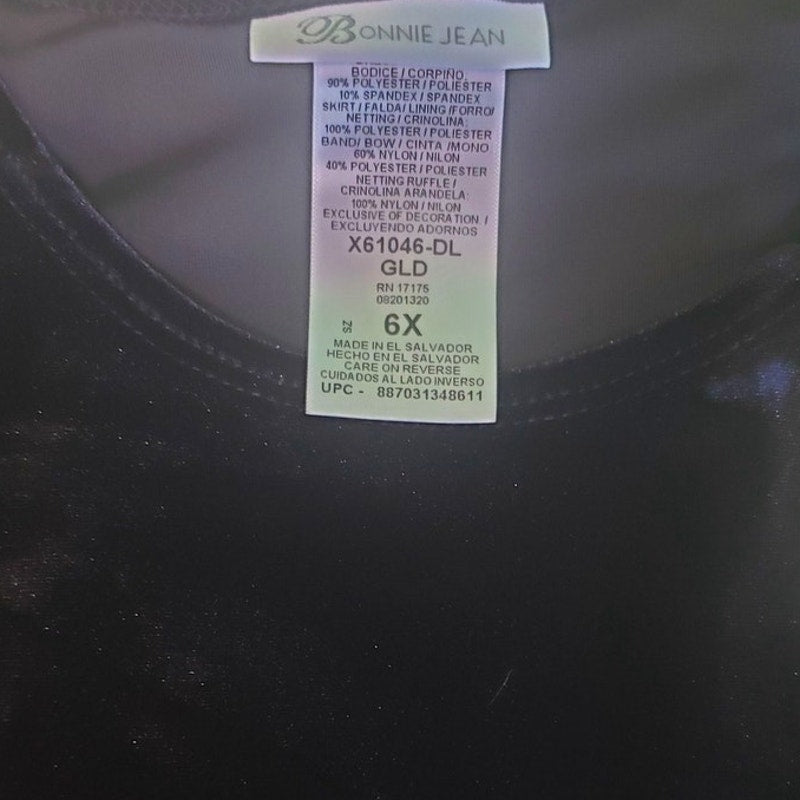 BONNIE JEAN
BODICE / CORPIÑO
90% POLYESTER / POLIESTER
10% SPANDEX / SPANDEX
SKIRT / FALDA/ LINING /FORRO/
NETTING / CRINOLINA:
100% POLYESTER / POLIESTER
BAND/ BOW / CINTA /MONO
60% NYLON / NILON
40% POLYESTER / POLIESTER
NETTING RUFFLE /
CRINOLINA ARANDELA:
100% NYLON / NILON
EXCLUSIVE OF DECORATION /
EXCLUYENDO ADORNOS
X61046-DL
GLD
RN 17175
08201320
ZS 6X
MADE IN EL SALVADOR
HECHO EN EL SALVADOR
CARE ON REVERSE
CUIDADOS AL LADO INVERSO
UPC - 887031348611